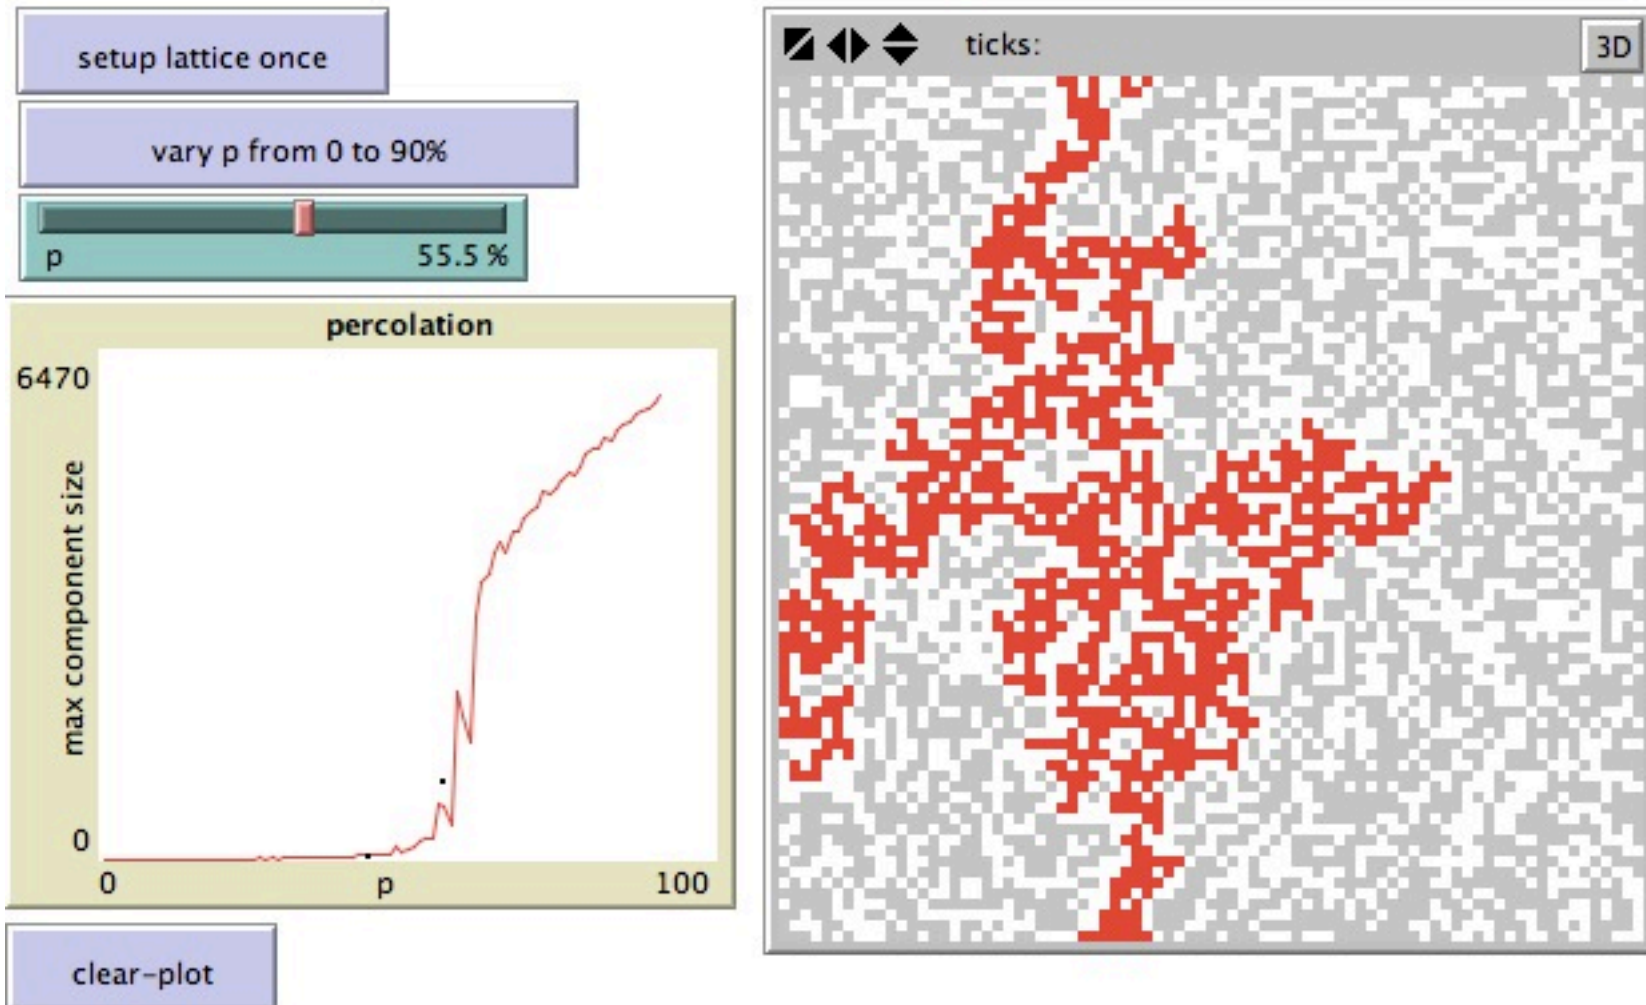 setup lattice once
vary p from 0 to 90%
p 55.5 %
percolation
6470
max component size
0
0 p 100
clear-plot
ticks:
3D